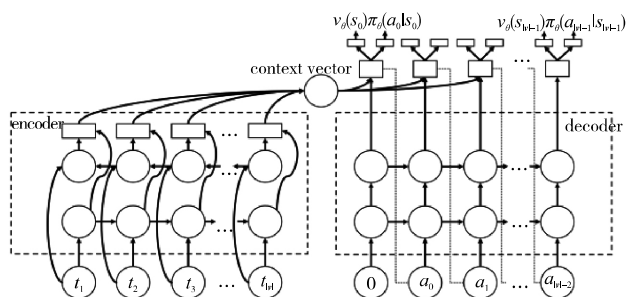 v_θ(s_0)π_θ(a_0|s_0) ... v_θ(s_{|v|-1})π_θ(a_{|v|-1}|s_{|v|-1})
context vector
...
encoder decoder
...
... ...
... ...
t_1 t_2 t_3 ... t_{|v|} 0 a_0 a_1 ... a_{|v|-2}